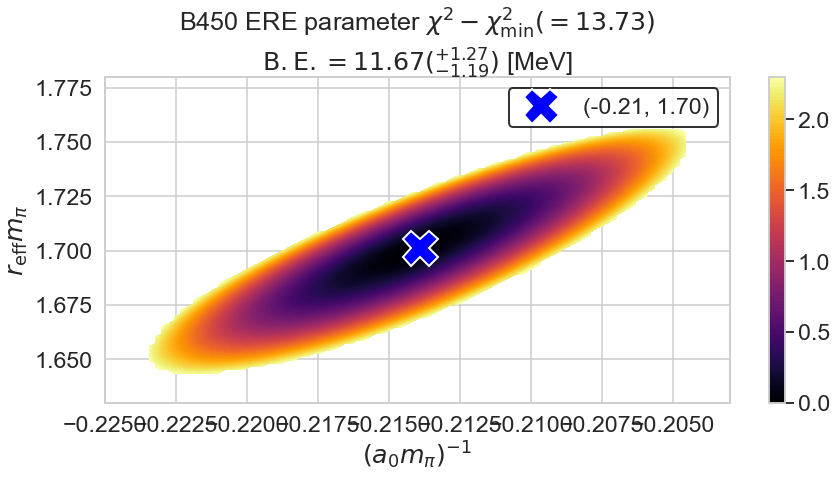 B450 ERE parameter χ² − χ²_min(= 13.73)
B. E. = 11.67(⁺¹·²⁷₋₁.₁₉) [MeV]
(-0.21, 1.70)
1.775
1.750
1.725
1.700
1.675
1.650
r_eff m_π
2.0
1.5
1.0
0.5
0.0
−0.2250 −0.2225 −0.2200 −0.2175 −0.2150 −0.2125 −0.2100 −0.2075 −0.2050
(a₀m_π)⁻¹